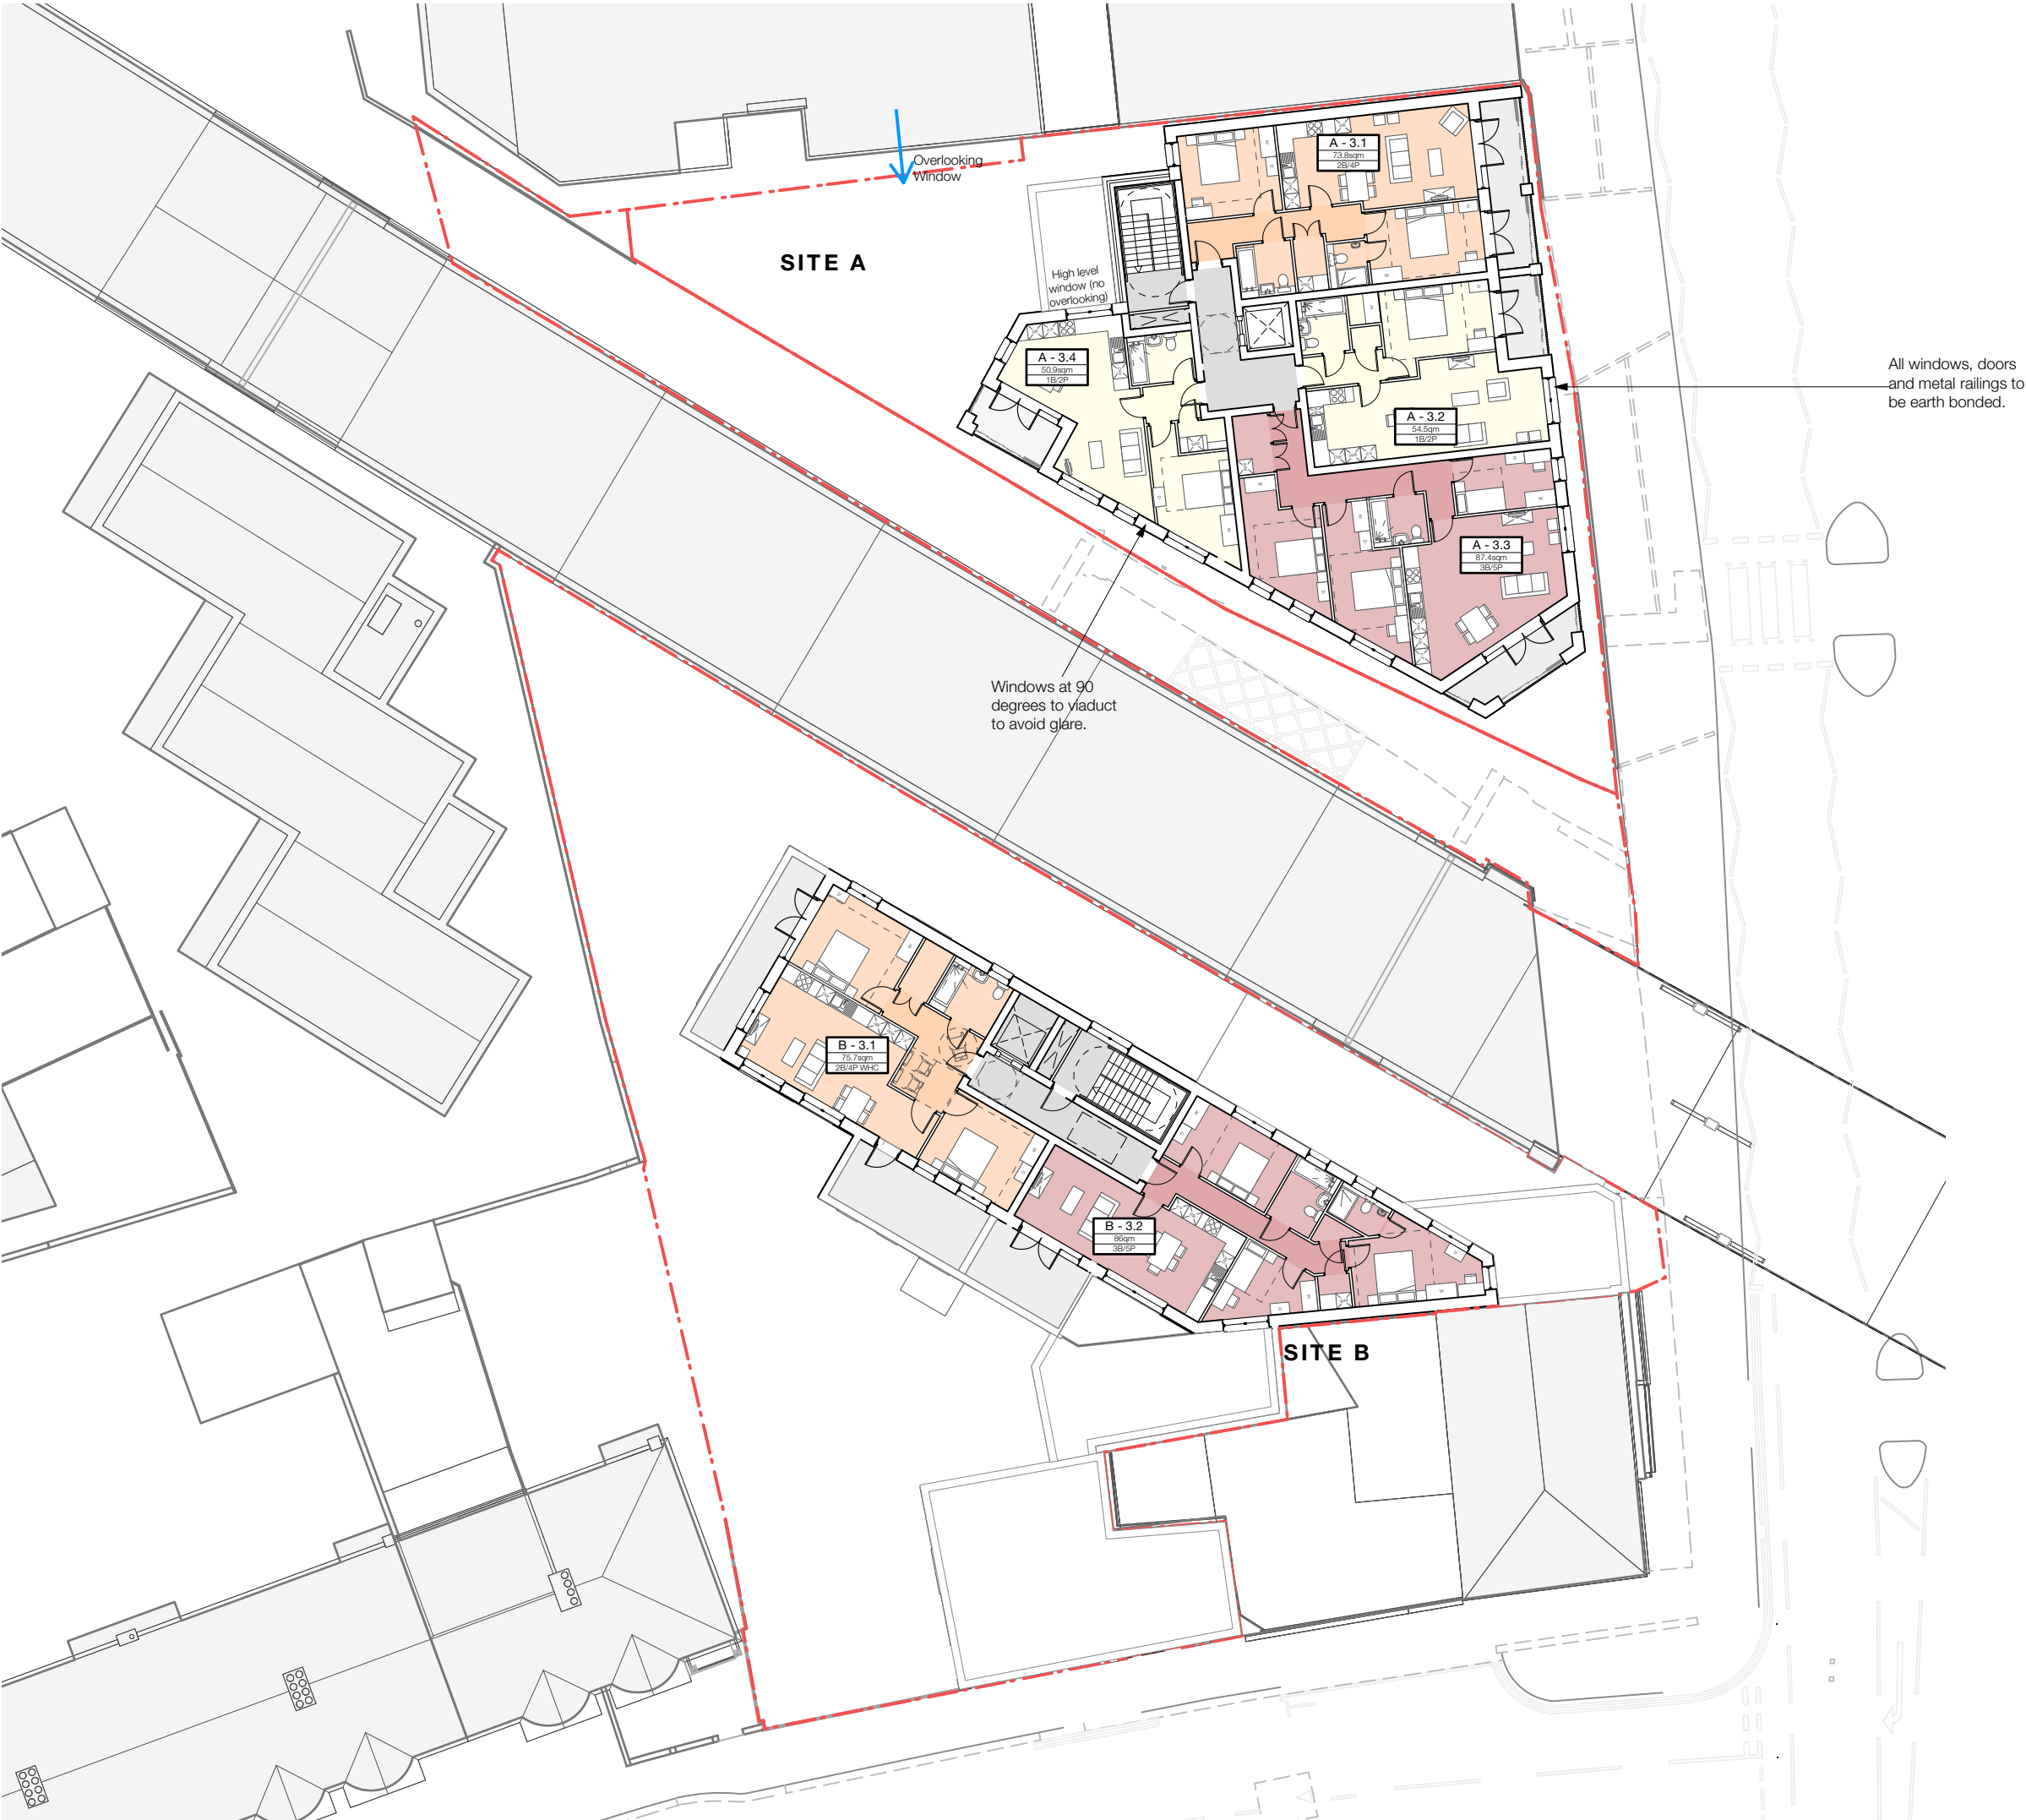 Overlooking
Window
SITE A
High level
window (no
overlooking)
A - 3.1
73.8sqm
2B/4P
A - 3.4
50.9sqm
1B/2P
A - 3.2
54.5qm
1B/2P
All windows, doors
and metal railings to
be earth bonded.
A - 3.3
87.4sqm
3B/5P
Windows at 90
degrees to viaduct
to avoid glare.
B - 3.1
75.7sqm
2B/4P WHC
B - 3.2
86qm
3B/5P
SITE B